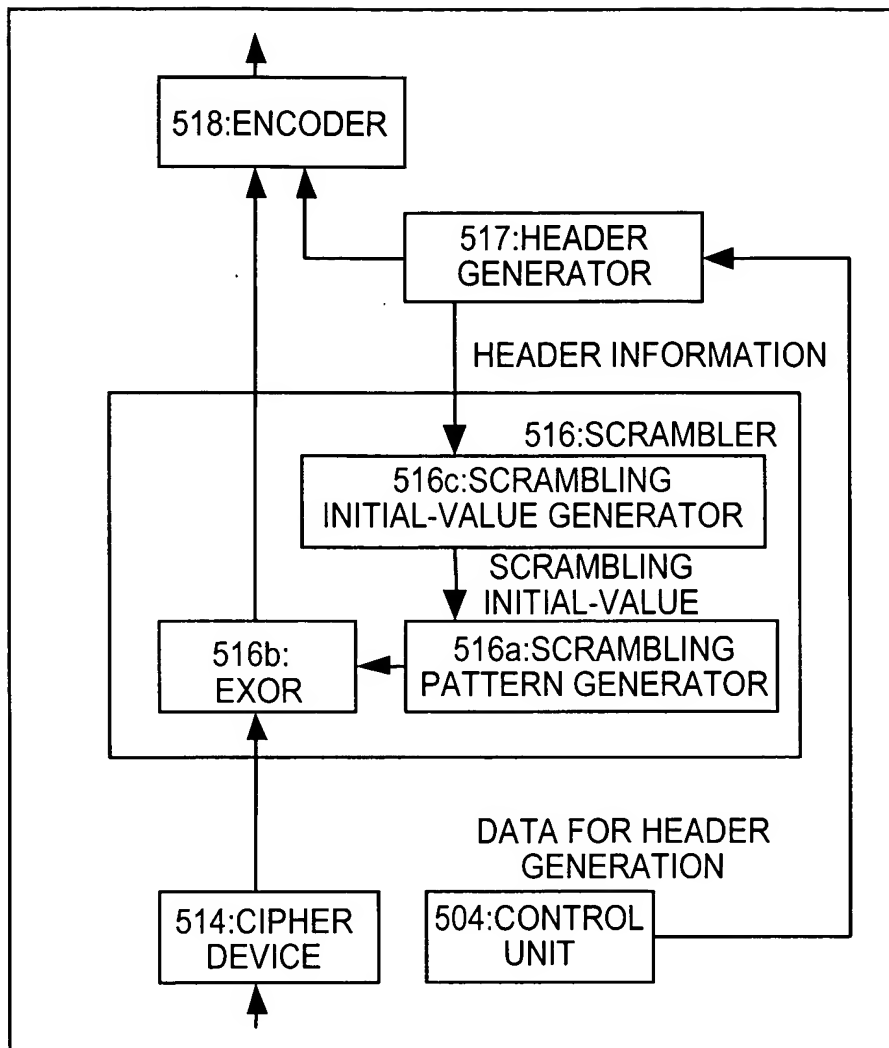 518:ENCODER
517:HEADER
GENERATOR
HEADER INFORMATION
516:SCRAMBLER
516c:SCRAMBLING
INITIAL-VALUE GENERATOR
SCRAMBLING
INITIAL-VALUE
516b:
EXOR
516a:SCRAMBLING
PATTERN GENERATOR
DATA FOR HEADER
GENERATION
514:CIPHER
DEVICE
504:CONTROL
UNIT